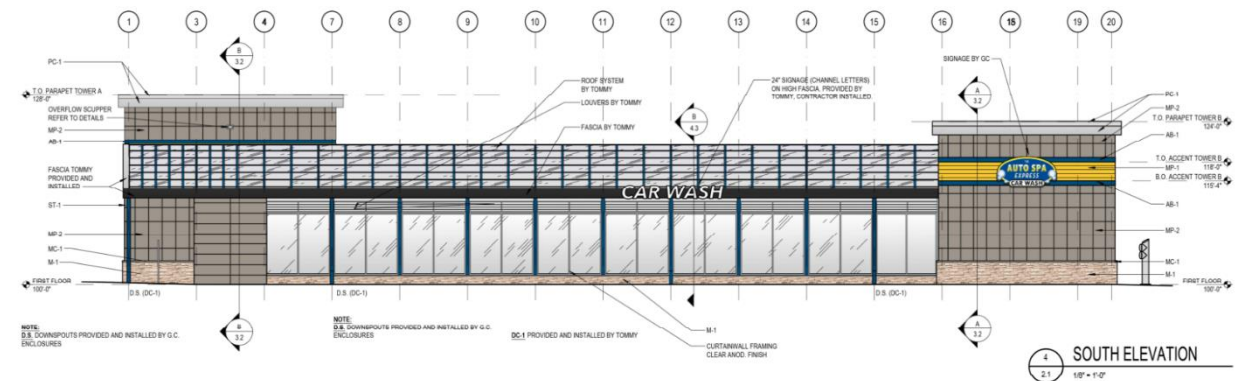 1 3 4 7 8 9 10 11 12 13 14 15 16 15 19 20
PC-1
B
3.2
T.O. PARAPET TOWER A
128'-0"
OVERFLOW SCUPPER
REFER TO DETAILS
MP-2
AB-1
FASCIA TOMMY
PROVIDED AND
INSTALLED
ST-1
MP-2
MC-1
M-1
FIRST FLOOR
100'-0"
ROOF SYSTEM
BY TOMMY
LOUVERS BY TOMMY
FASCIA BY TOMMY
B
4.3
24" SIGNAGE (CHANNEL LETTERS)
ON HIGH FASCIA. PROVIDED BY
TOMMY, CONTRACTOR INSTALLED.
CAR WASH
SIGNAGE BY GC
A
3.2
AUTO SPA
EXPRESS
CAR WASH
PC-1
MP-2
T.O. PARAPET TOWER B
124'-0"
AB-1
T.O. ACCENT TOWER B
MP-1
B.O. ACCENT TOWER B
115'-4"
AB-1
MP-2
MC-1
M-1
FIRST FLOOR
100'-0"
D.S. (DC-1)
D.S. (DC-1)
D.S. (DC-1)
NOTE:
D.S. DOWNSPOUTS PROVIDED AND INSTALLED BY G.C.
ENCLOSURES
B
3.2
NOTE:
D.S. DOWNSPOUTS PROVIDED AND INSTALLED BY G.C.
ENCLOSURES
DC-1 PROVIDED AND INSTALLED BY TOMMY
M-1
CURTAINWALL FRAMING
CLEAR ANOD. FINISH
A
3.2
4
2.1
SOUTH ELEVATION
1/8" = 1'-0"